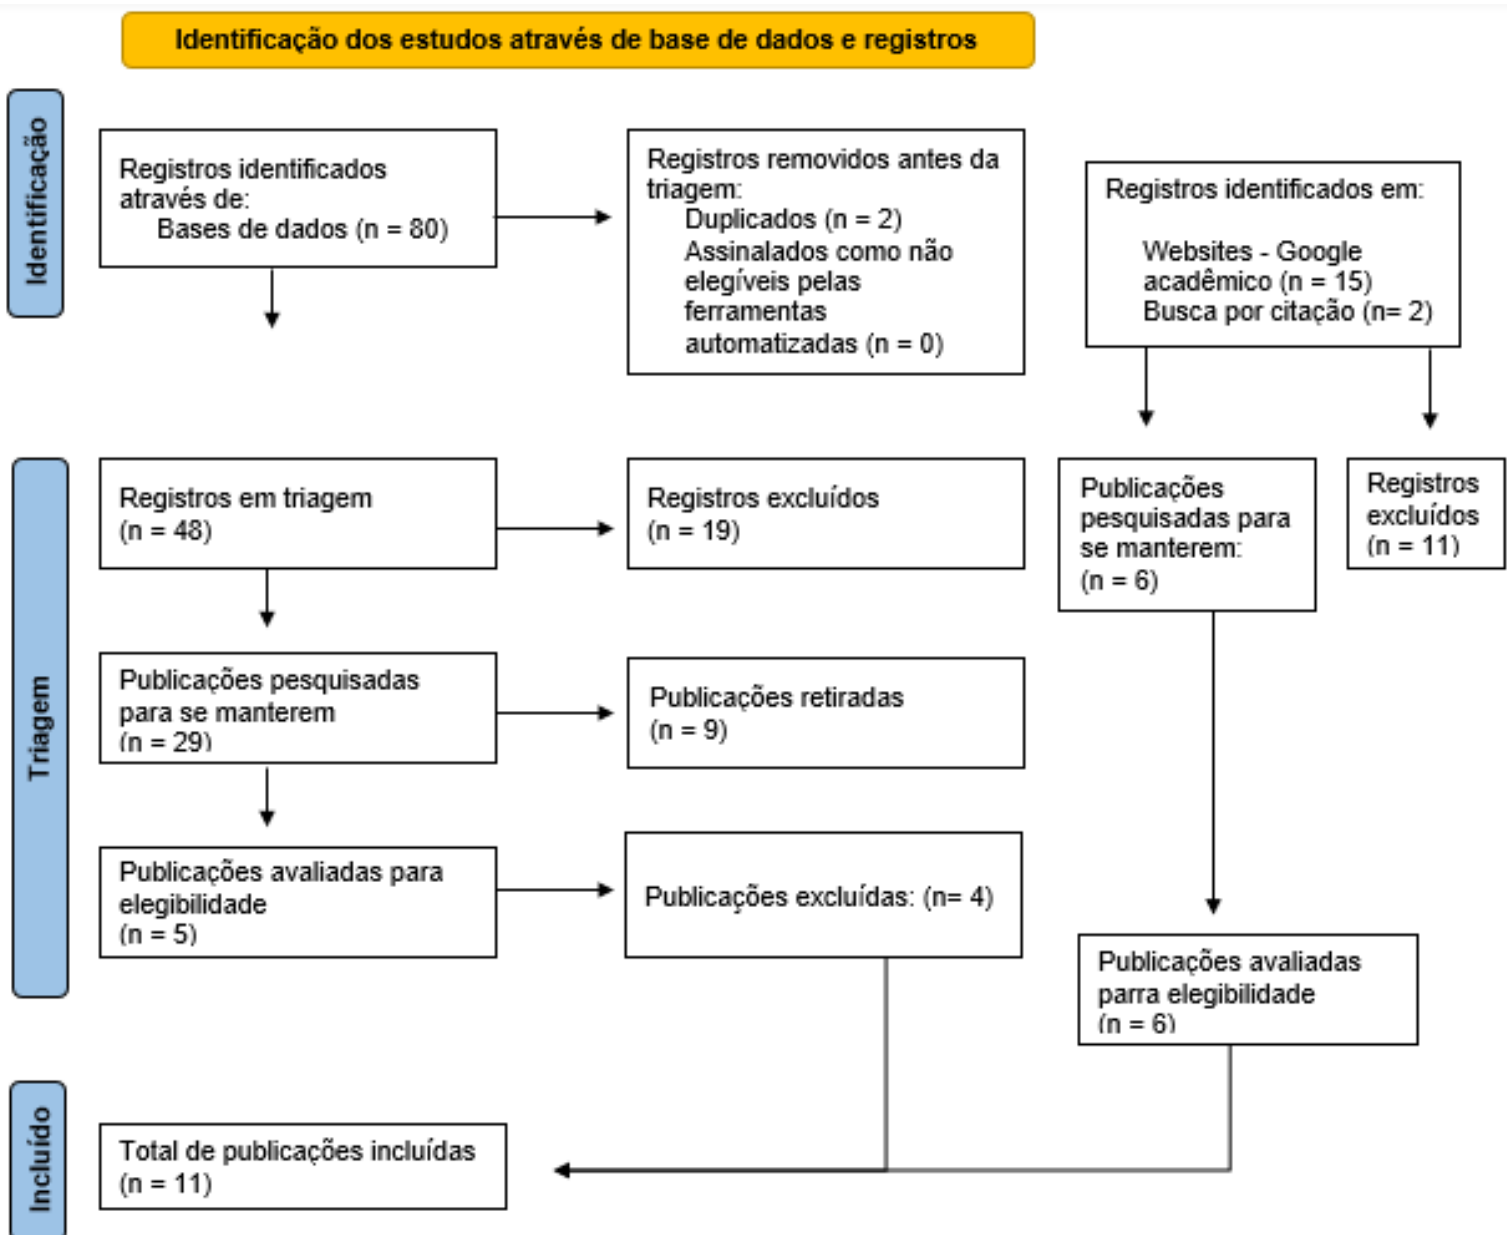 Identificação dos estudos através de base de dados e registros
Identificação
Registros identificados
através de:
Bases de dados (n = 80)
Registros removidos antes da
triagem:
Duplicados (n = 2)
Assinalados como não
elegíveis pelas
ferramentas
automatizadas (n = 0)
Registros identificados em:
Websites - Google
acadêmico (n = 15)
Busca por citação (n= 2)
Triagem
Registros em triagem
(n = 48)
Registros excluídos
(n = 19)
Publicações
pesquisadas para
se manterem:
(n = 6)
Registros
excluídos
(n = 11)
Publicações pesquisadas
para se manterem
(n = 29)
Publicações retiradas
(n = 9)
Publicações avaliadas para
elegibilidade
(n = 5)
Publicações excluídas: (n= 4)
Publicações avaliadas
parra elegibilidade
(n = 6)
Incluído
Total de publicações incluídas
(n = 11)